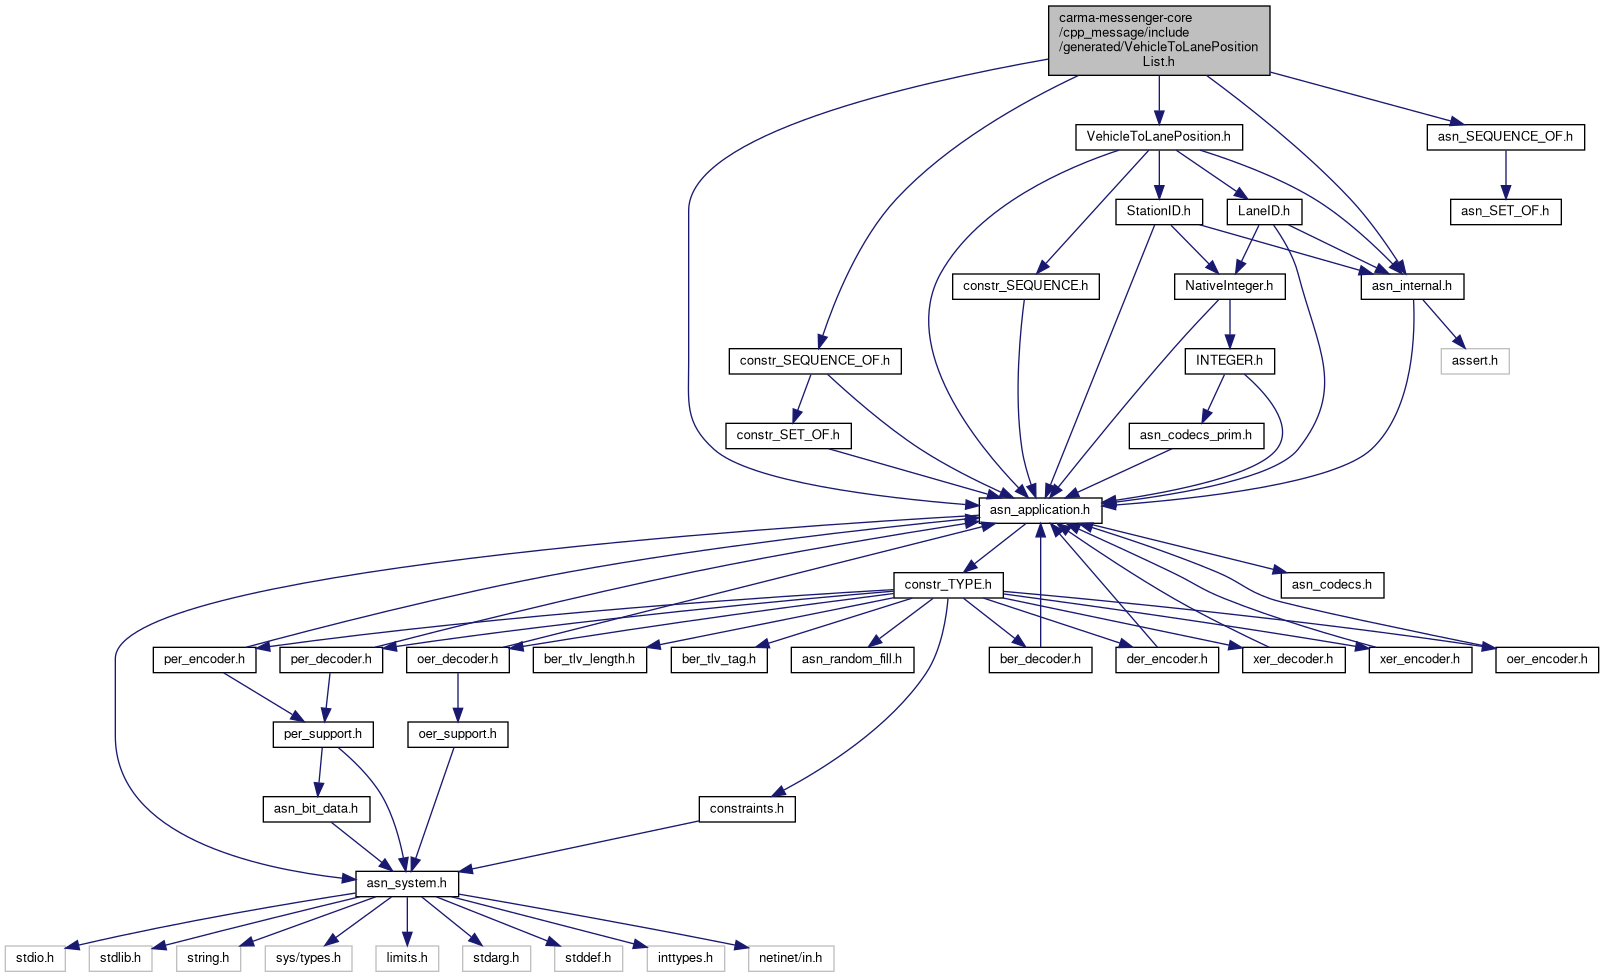 carma-messenger-core
/cpp_message/include
/generated/VehicleToLanePosition
List.h
VehicleToLanePosition.h
asn_SEQUENCE_OF.h
StationID.h
LaneID.h
asn_SET_OF.h
constr_SEQUENCE.h
NativeInteger.h
asn_internal.h
constr_SEQUENCE_OF.h
INTEGER.h
assert.h
constr_SET_OF.h
asn_codecs_prim.h
asn_application.h
constr_TYPE.h
asn_codecs.h
per_encoder.h
per_decoder.h
oer_decoder.h
ber_tlv_length.h
ber_tlv_tag.h
asn_random_fill.h
ber_decoder.h
der_encoder.h
xer_decoder.h
xer_encoder.h
oer_encoder.h
per_support.h
oer_support.h
asn_bit_data.h
constraints.h
asn_system.h
stdio.h
stdlib.h
string.h
sys/types.h
limits.h
stdarg.h
stddef.h
inttypes.h
netinet/in.h